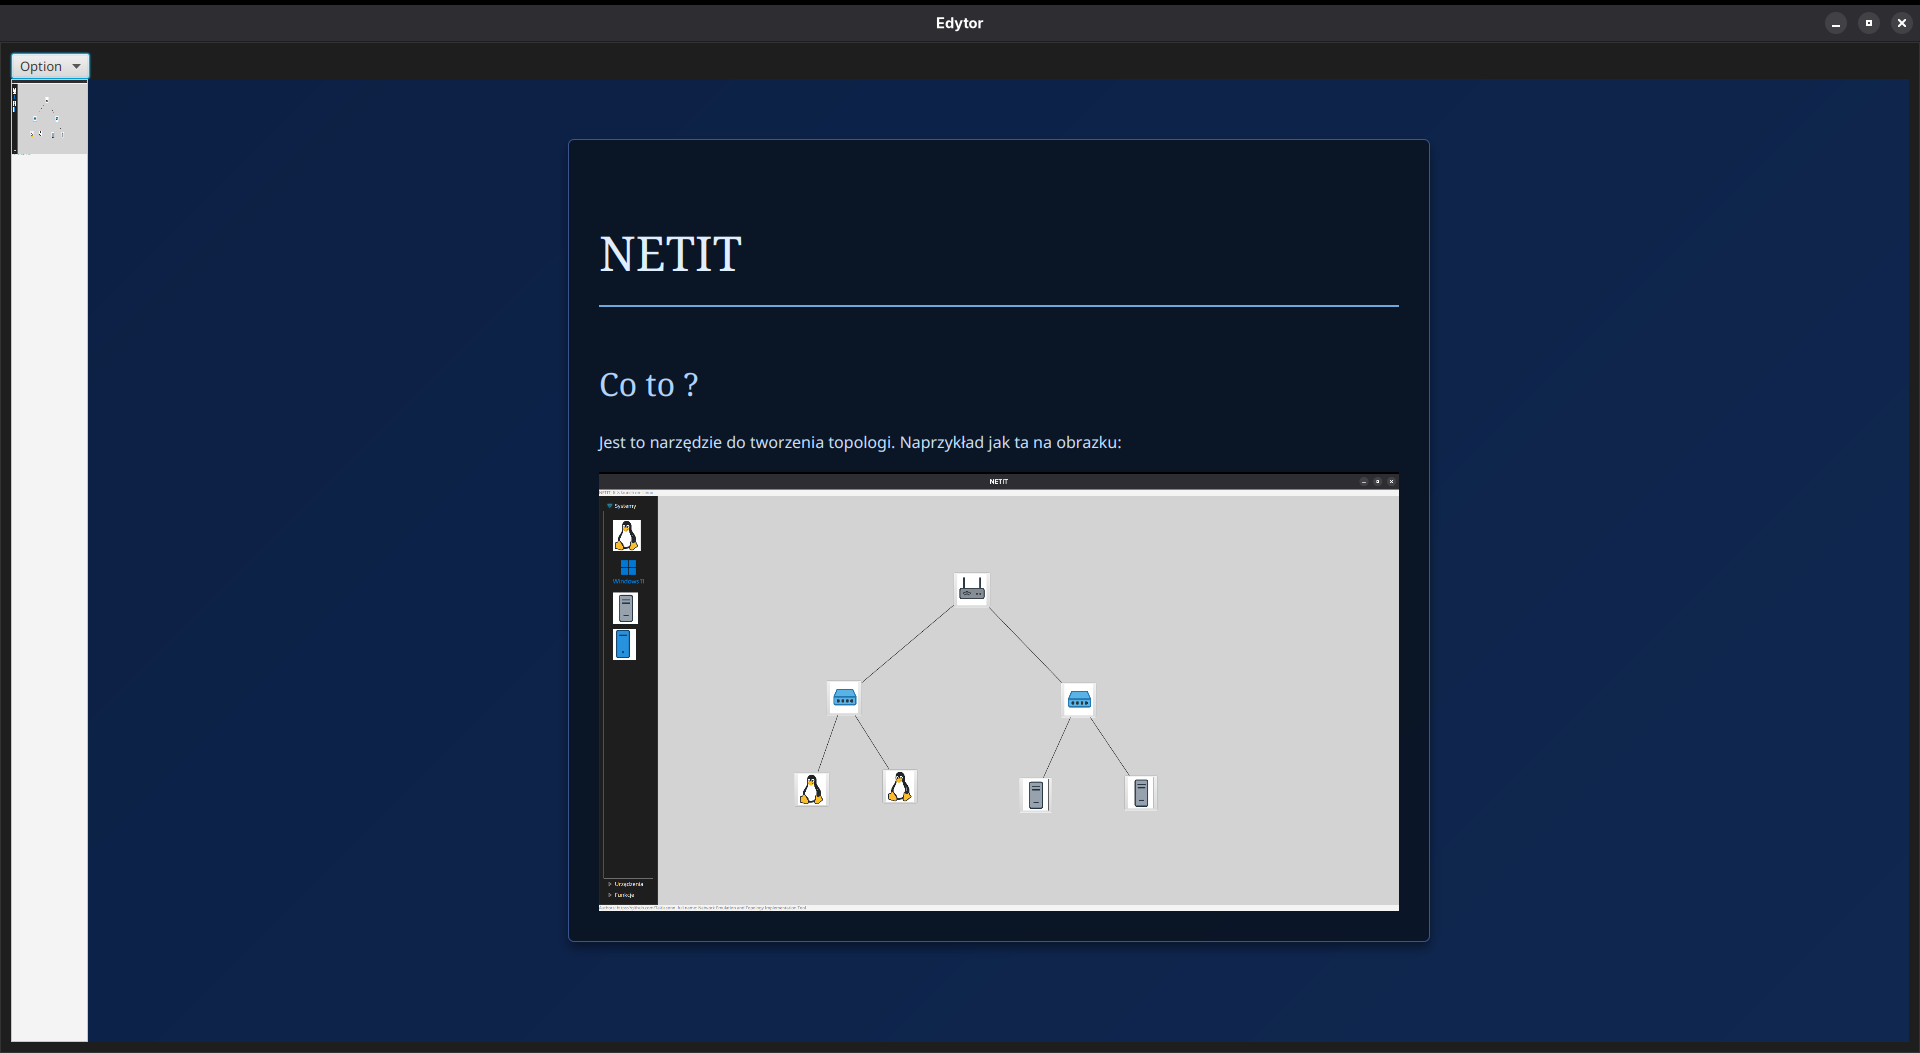 Edytor
Option
NETIT
Co to ?
Jest to narzędzie do tworzenia topologi. Naprzykład jak ta na obrazku:
NETIT
Systemy
Windows 11
Urządzenia
Funkcje